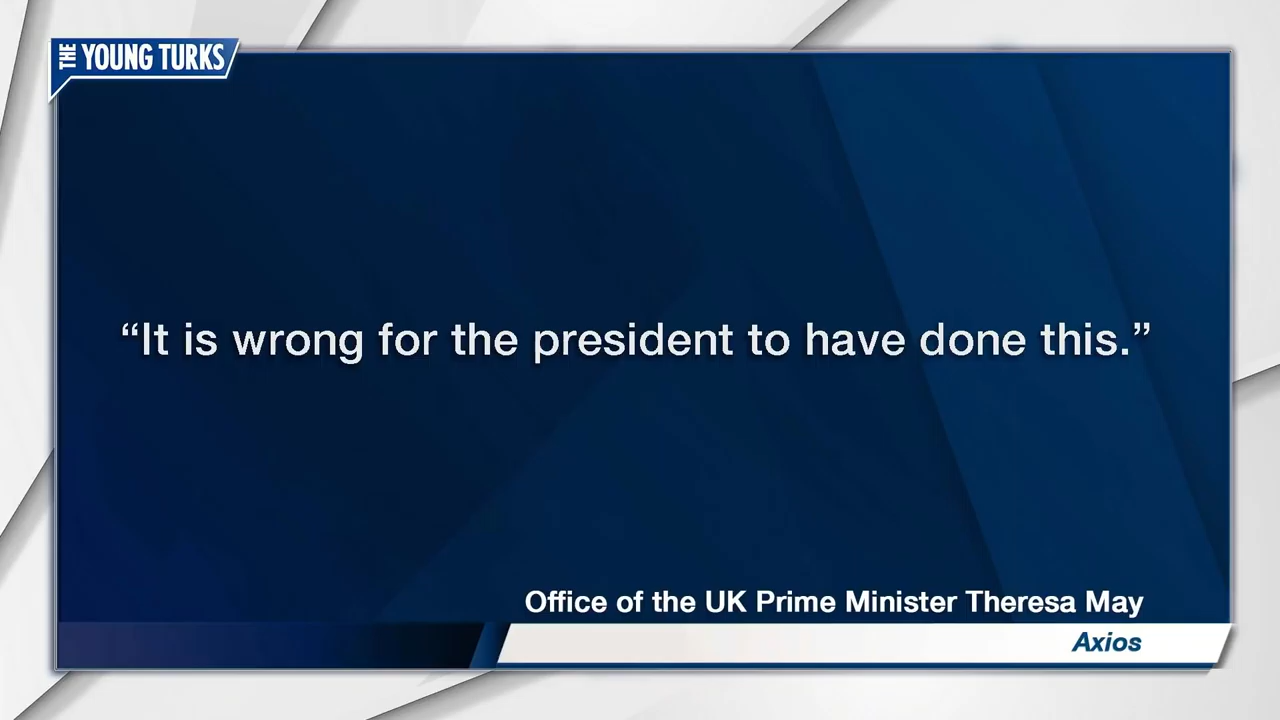 THE YOUNG TURKS
“It is wrong for the president to have done this.”
Office of the UK Prime Minister Theresa May
Axios